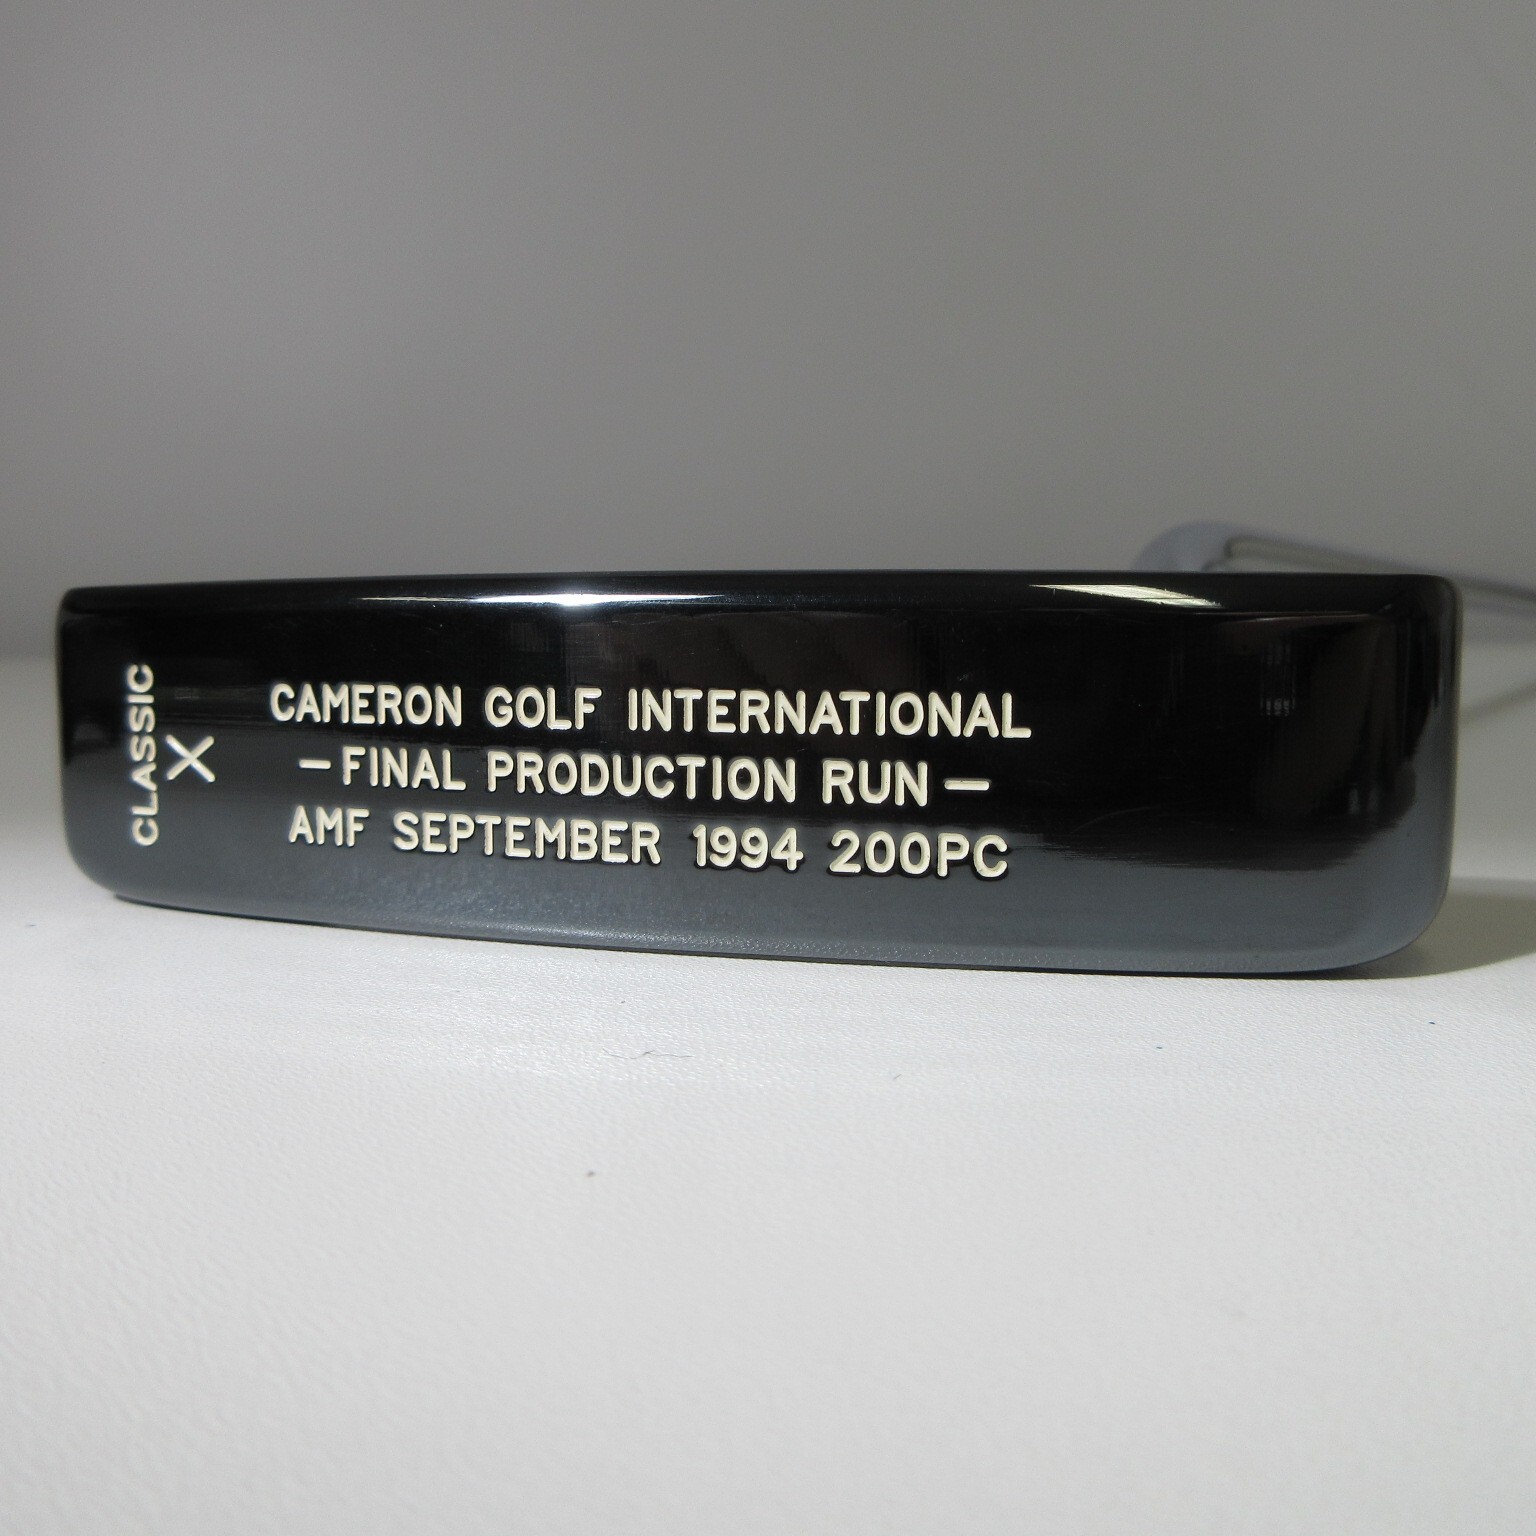 CLASSIC
X
CAMERON GOLF INTERNATIONAL
–FINAL PRODUCTION RUN–
AMF SEPTEMBER 1994 200PC